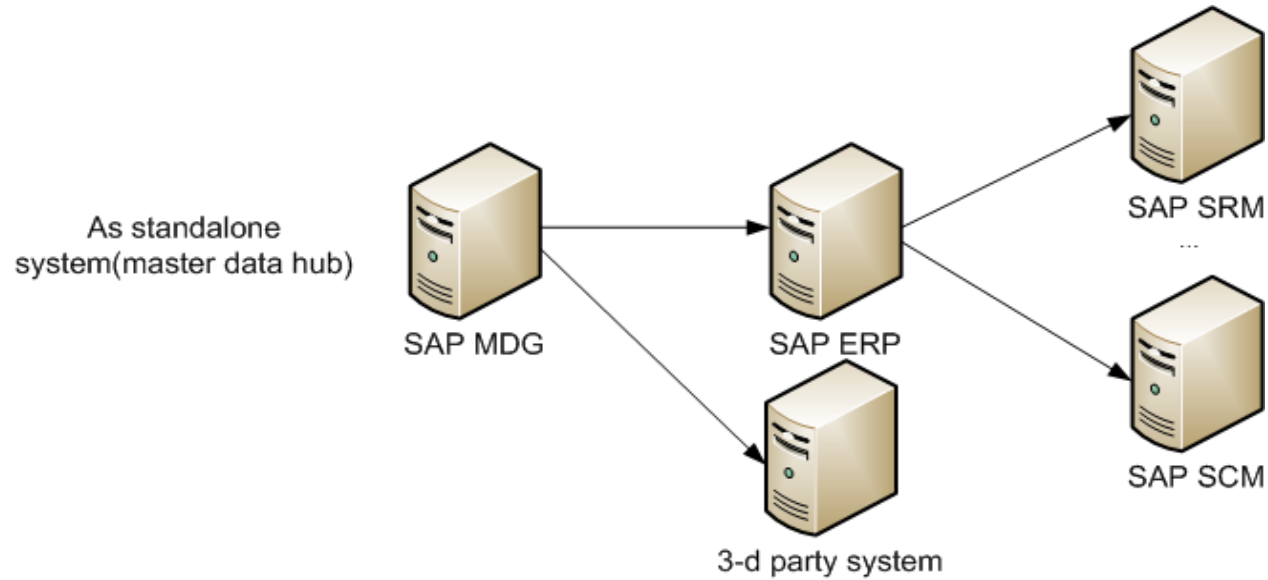 As standalone
system(master data hub)
SAP MDG
SAP ERP
3-d party system
SAP SRM
...
SAP SCM